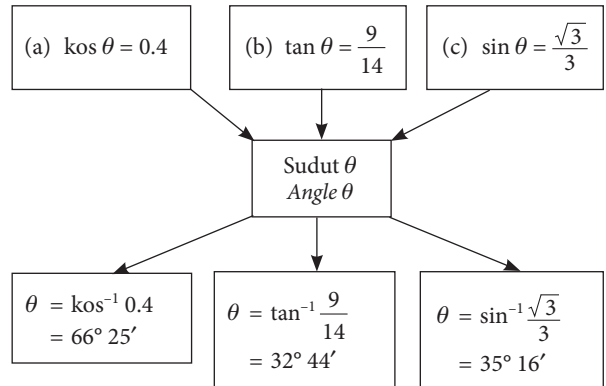 (a) kos θ = 0.4
(b) tan θ = 9/14
(c) sin θ = √3/3
Sudut θ
Angle θ
θ = kos⁻¹ 0.4
= 66° 25′
θ = tan⁻¹ 9/14
= 32° 44′
θ = sin⁻¹ √3/3
= 35° 16′